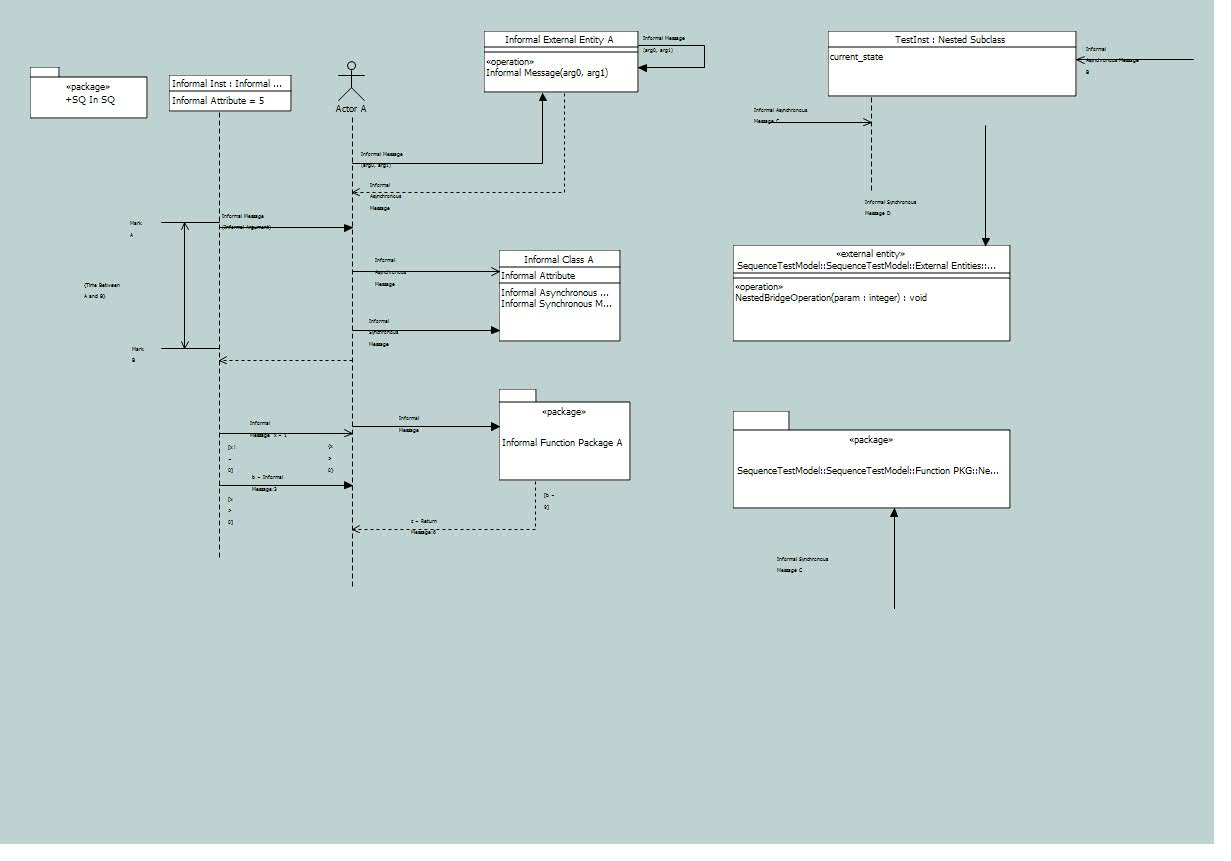 «package»
+SQ In SQ
Informal Inst : Informal ...
Informal Attribute = 5
Actor A
Informal External Entity A
«operation»
Informal Message(arg0, arg1)
Informal Message
(arg0, arg1)
TestInst : Nested Subclass
current_state
Informal
Asynchronous Message
B
Informal Asynchronous
Message C
Informal Message
(arg0, arg1)
Informal
Asynchronous
Message
Informal Synchronous
Message D
Mark
A
Informal Message
(Informal Argument)
{Time Between
A and B}
Mark
B
Informal
Asynchronous
Message
Informal
Synchronous
Message
Informal Class A
Informal Attribute
Informal Asynchronous ...
Informal Synchronous M...
«external entity»
SequenceTestModel::SequenceTestModel::External Entities::...
«operation»
NestedBridgeOperation(param : integer) : void
«package»
Informal Function Package A
Informal
Message
Informal
Message
b = Informal
Message:3
[x
>
0]
c = Return
Message:6
«package»
SequenceTestModel::SequenceTestModel::Function PKG::Ne...
Informal Synchronous
Message C